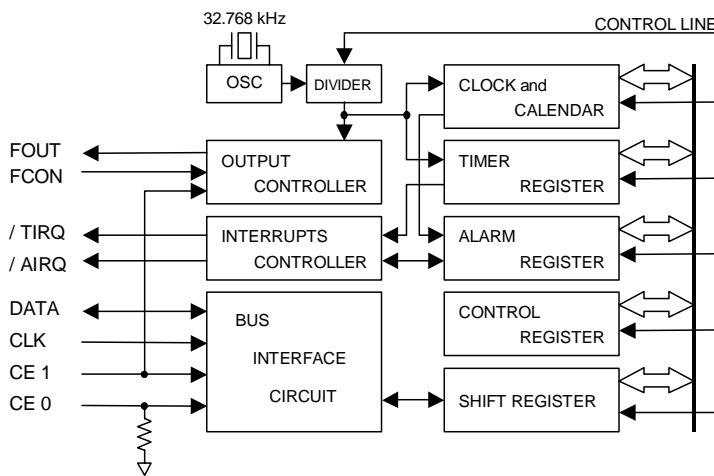 32.768 kHz
CONTROL LINE
OSC
DIVIDER
CLOCK and
CALENDAR
FOUT
FCON
OUTPUT
CONTROLLER
TIMER
REGISTER
/ TIRQ
/ AIRQ
INTERRUPTS
CONTROLLER
ALARM
REGISTER
DATA
CLK
CE 1
CE 0
BUS
INTERFACE
CIRCUIT
CONTROL
REGISTER
SHIFT REGISTER